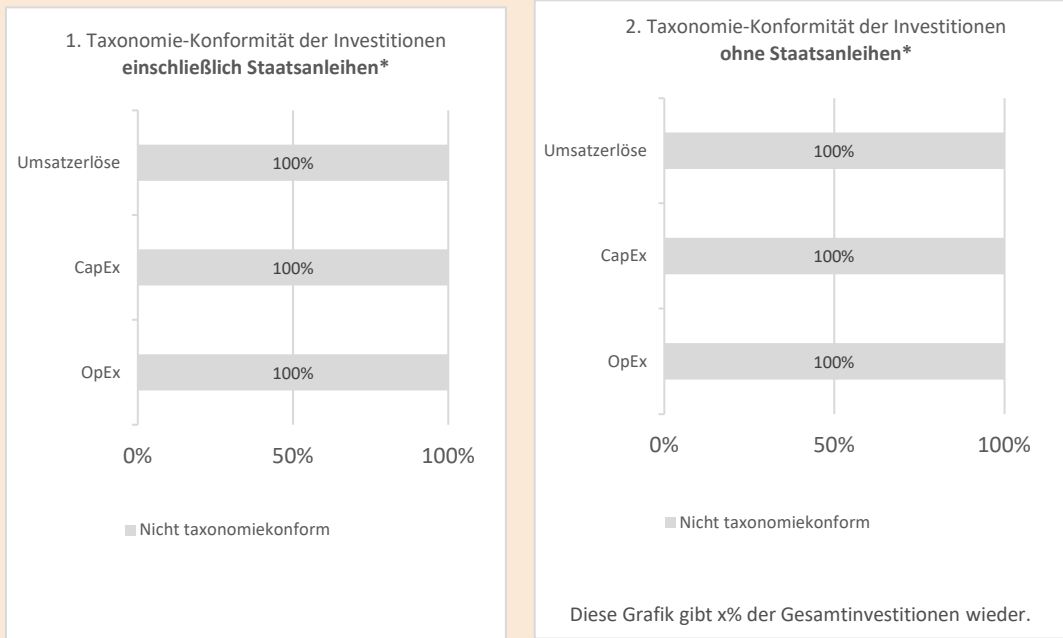 1. Taxonomie-Konformität der Investitionen
einschließlich Staatsanleihen*
Umsatzerlöse
100%
CapEx
100%
OpEx
100%
0%
50%
100%
Nicht taxonomiekonform
2. Taxonomie-Konformität der Investitionen
ohne Staatsanleihen*
Umsatzerlöse
100%
CapEx
100%
OpEx
100%
0%
50%
100%
Nicht taxonomiekonform
Diese Grafik gibt x% der Gesamtinvestitionen wieder.